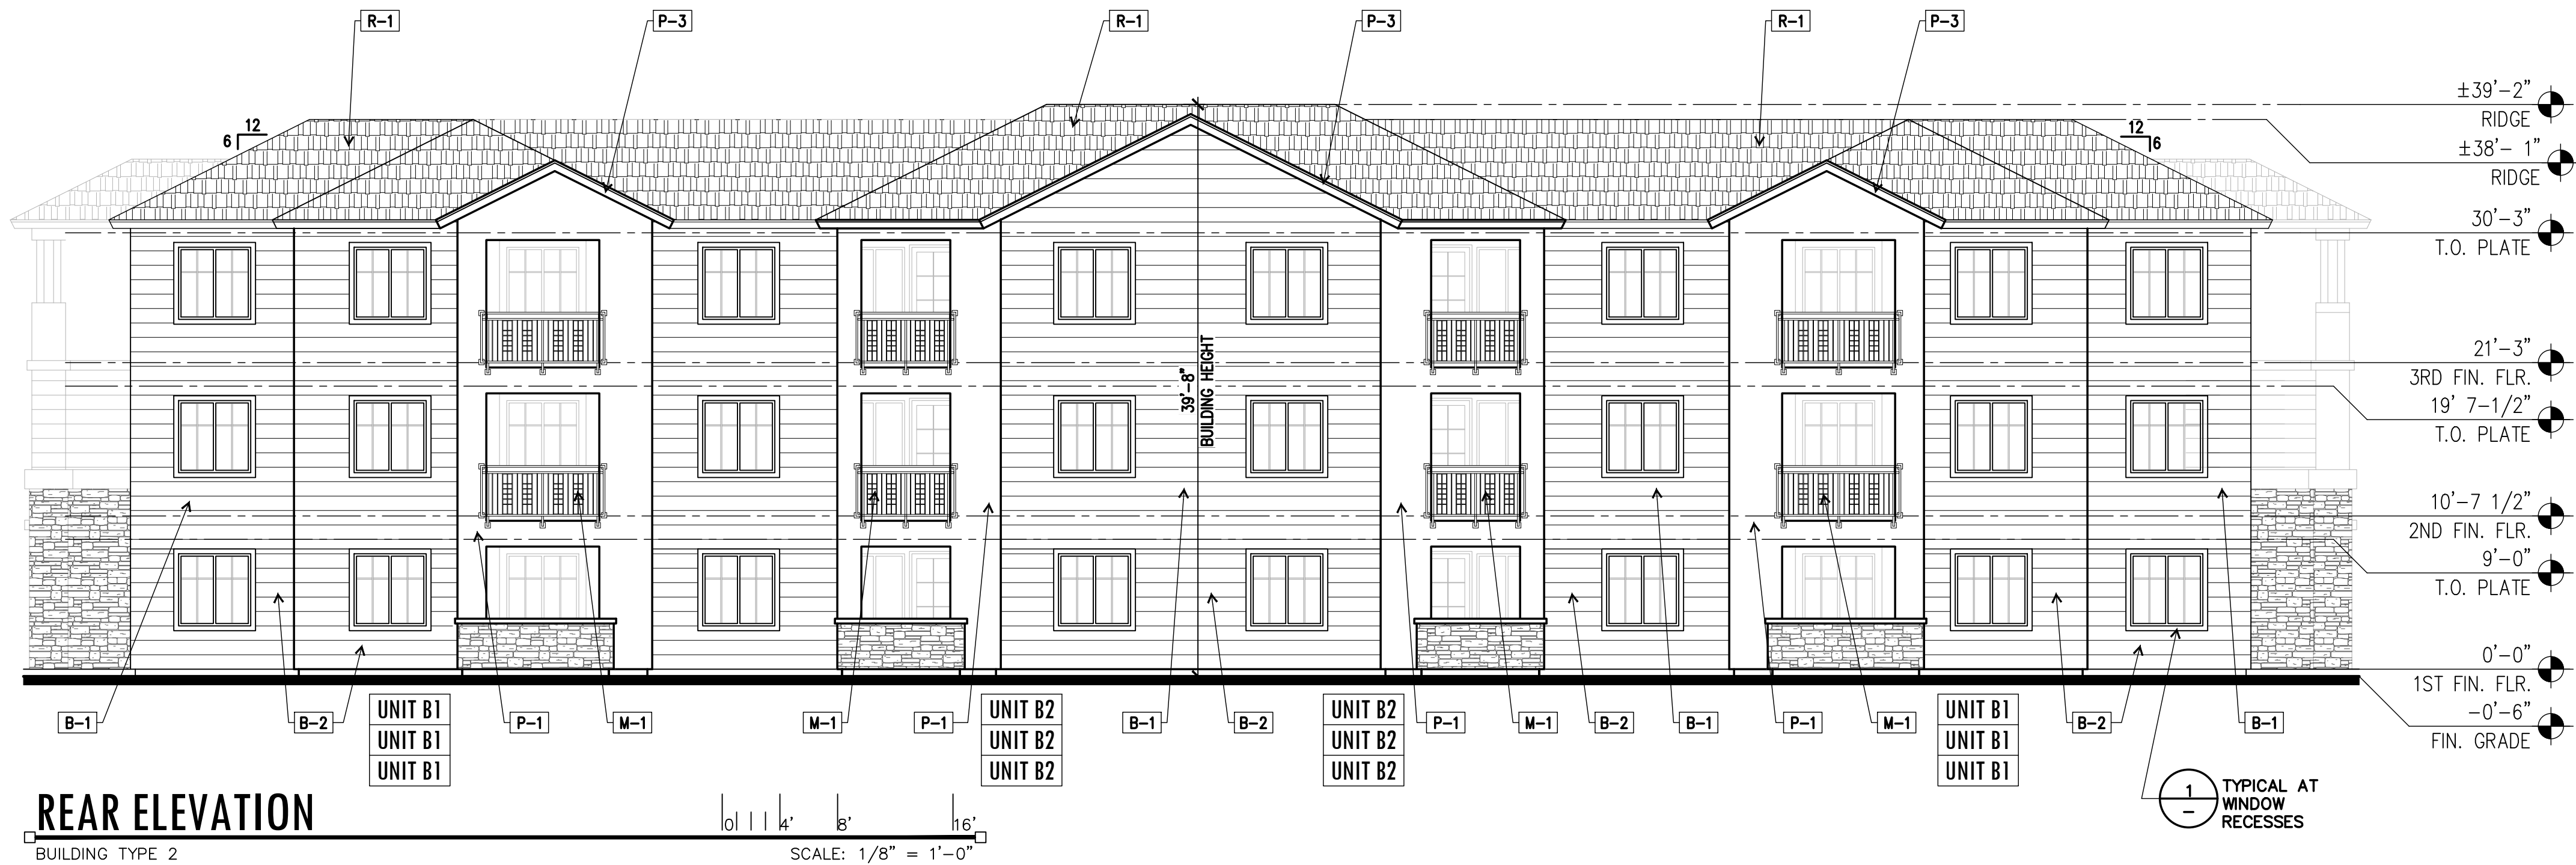 R-1
P-3
R-1
P-3
R-1
P-3
12
6
12
6
±39'-2"
RIDGE
±38'- 1"
RIDGE
30'-3"
T.O. PLATE
21'-3"
3RD FIN. FLR.
19' 7-1/2"
T.O. PLATE
10'-7 1/2"
2ND FIN. FLR.
9'-0"
T.O. PLATE
0'-0"
1ST FIN. FLR.
-0'-6"
FIN. GRADE
39'-8"
BUILDING HEIGHT
B-1
B-2
P-1
M-1
M-1
P-1
B-1
B-2
P-1
M-1
B-2
B-1
P-1
M-1
B-2
B-1
UNIT B1
UNIT B1
UNIT B1
UNIT B2
UNIT B2
UNIT B2
UNIT B2
UNIT B2
UNIT B2
UNIT B1
UNIT B1
UNIT B1
1
-
TYPICAL AT
WINDOW
RECESSES
REAR ELEVATION
0 4' 8' 16'
BUILDING TYPE 2
SCALE: 1/8" = 1'-0"